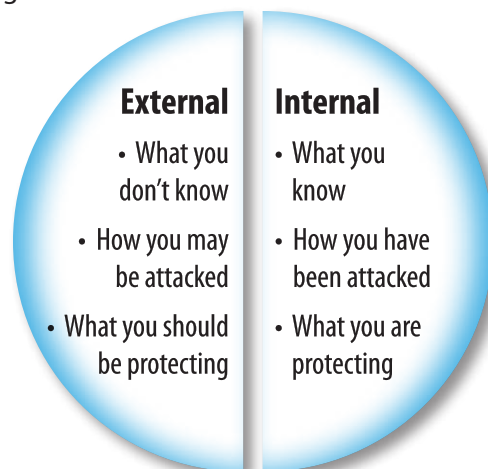 External
• What you
don’t know
• How you may
be attacked
• What you should
be protecting
Internal
• What you
know
• How you have
been attacked
• What you are
protecting